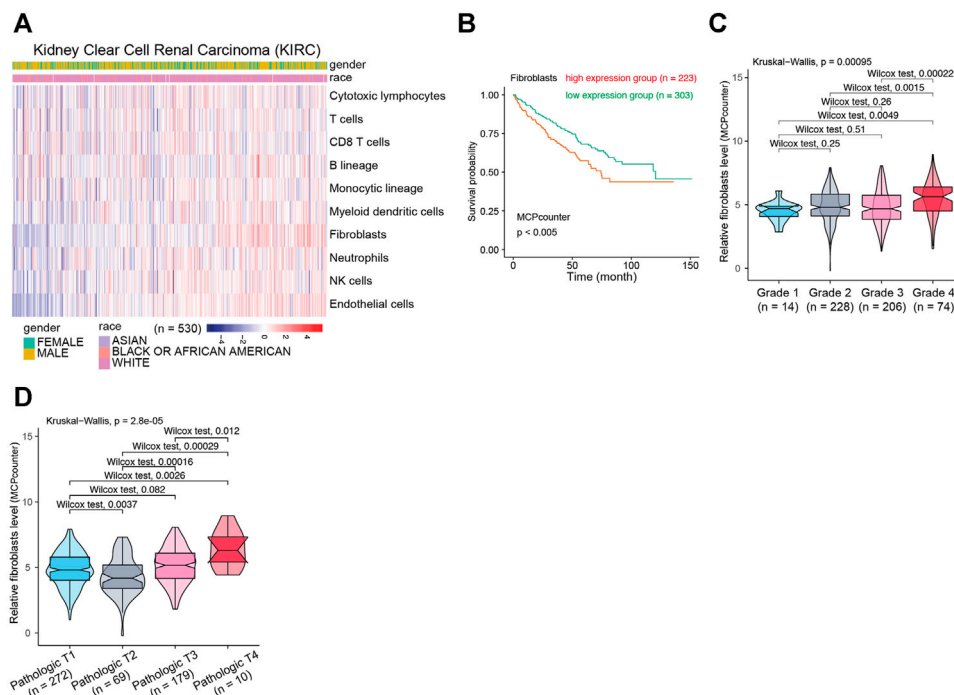 A
Kidney Clear Cell Renal Carcinoma (KIRC)
gender
race
Cytotoxic lymphocytes
T cells
CD8 T cells
B lineage
Monocytic lineage
Myeloid dendritic cells
Fibroblasts
Neutrophils
NK cells
Endothelial cells
gender
FEMALE
MALE
race
ASIAN
BLACK OR AFRICAN AMERICAN
WHITE
(n = 530)
-4 -2 0 2 4
B
Fibroblasts
high expression group (n = 223)
low expression group (n = 303)
Survival probability
1.00
0.75
0.50
0.25
0.00
MCPcounter
p < 0.005
0 50 100 150
Time (month)
C
Kruskal-Wallis, p = 0.00095
Wilcox test, 0.00022
Wilcox test, 0.0015
Wilcox test, 0.26
Wilcox test, 0.0049
Wilcox test, 0.51
Wilcox test, 0.25
Relative fibroblasts level (MCPcounter)
15
10
5
0
Grade 1 Grade 2 Grade 3 Grade 4
(n = 14) (n = 228) (n = 206) (n = 74)
D
Kruskal-Wallis, p = 2.8e-05
Wilcox test, 0.012
Wilcox test, 0.00029
Wilcox test, 0.00016
Wilcox test, 0.0026
Wilcox test, 0.082
Wilcox test, 0.0037
Relative fibroblasts level (MCPcounter)
15
10
5
0
Pathologic T1
(n = 272)
Pathologic T2
(n = 69)
Pathologic T3
(n = 179)
Pathologic T4
(n = 10)